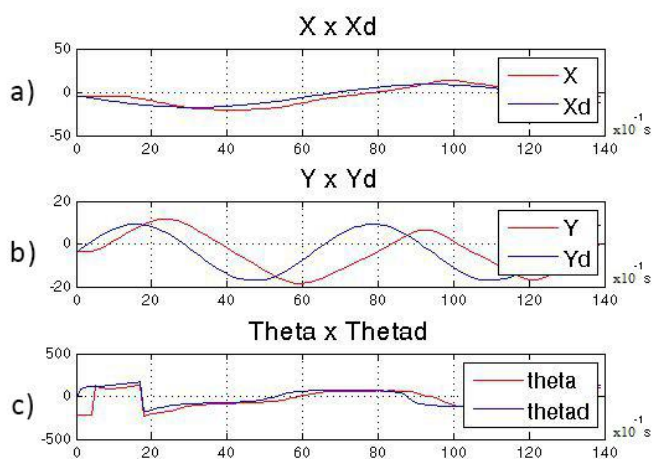 X x Xd
a)
50
0
-50
X
Xd
x10⁻¹ s
0 20 40 60 80 100 120 140
Y x Yd
b)
20
0
-20
Y
Yd
x10⁻¹ s
0 20 40 60 80 100 120 140
Theta x Thetad
c)
500
0
-500
theta
thetad
x10⁻¹ s
0 20 40 60 80 100 120 140